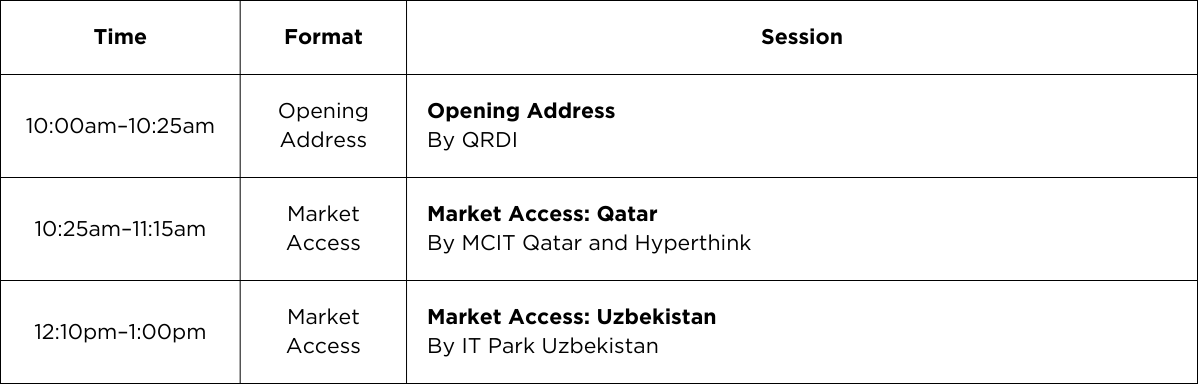 Time Format Session
Opening Address
10:00am–10:25am
Opening Address
By QRDI
Market Access
10:25am–11:15am
Market Access: Qatar
By MCIT Qatar and Hyperthink
Market Access
12:10pm–1:00pm
Market Access: Uzbekistan
By IT Park Uzbekistan